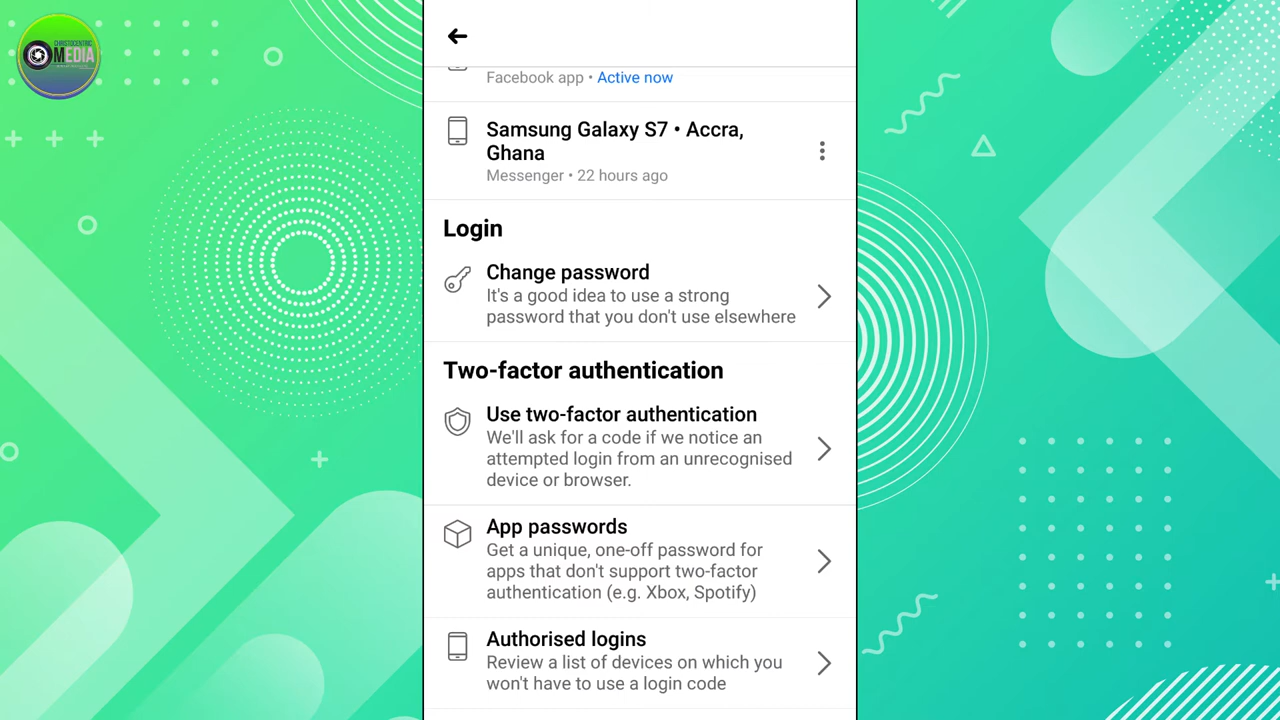 CHRISTOCENTRIC
MEDIA
Facebook app • Active now
Samsung Galaxy S7 • Accra,
Ghana
Messenger • 22 hours ago
Login
Change password
It's a good idea to use a strong
password that you don't use elsewhere
Two-factor authentication
Use two-factor authentication
We'll ask for a code if we notice an
attempted login from an unrecognised
device or browser.
App passwords
Get a unique, one-off password for
apps that don't support two-factor
authentication (e.g. Xbox, Spotify)
Authorised logins
Review a list of devices on which you
won't have to use a login code